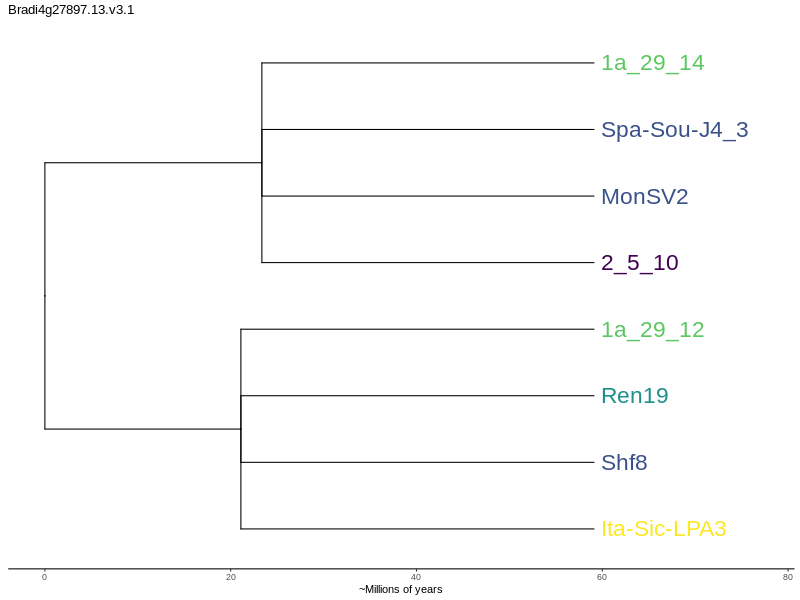 Bradi4g27897.13.v3.1
1a_29_14
Spa-Sou-J4_3
MonSV2
2_5_10
1a_29_12
Ren19
Shf8
Ita-Sic-LPA3
0 20 40 60 80
~Millions of years